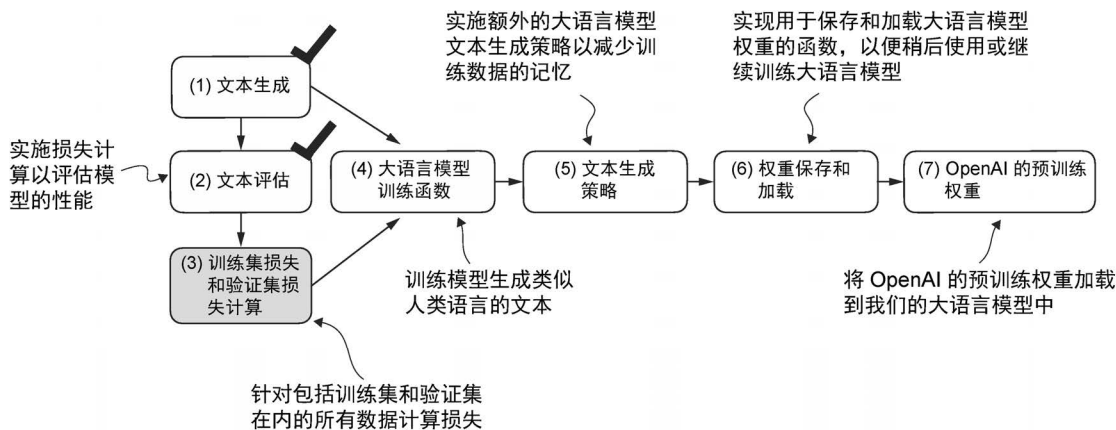 实施额外的大语言模型
文本生成策略以减少训
练数据的记忆
实现用于保存和加载大语言模型
权重的函数，以便稍后使用或继
续训练大语言模型
(1) 文本生成
实施损失计
算以评估模
型的性能
(2) 文本评估
(3) 训练集损失
和验证集损
失计算
(4) 大语言模型
训练函数
(5) 文本生成
策略
(6) 权重保存和
加载
(7) OpenAI 的预训练
权重
训练模型生成类似
人类语言的文本
将 OpenAI 的预训练权重加载
到我们的大语言模型中
针对包括训练集和验证集
在内的所有数据计算损失